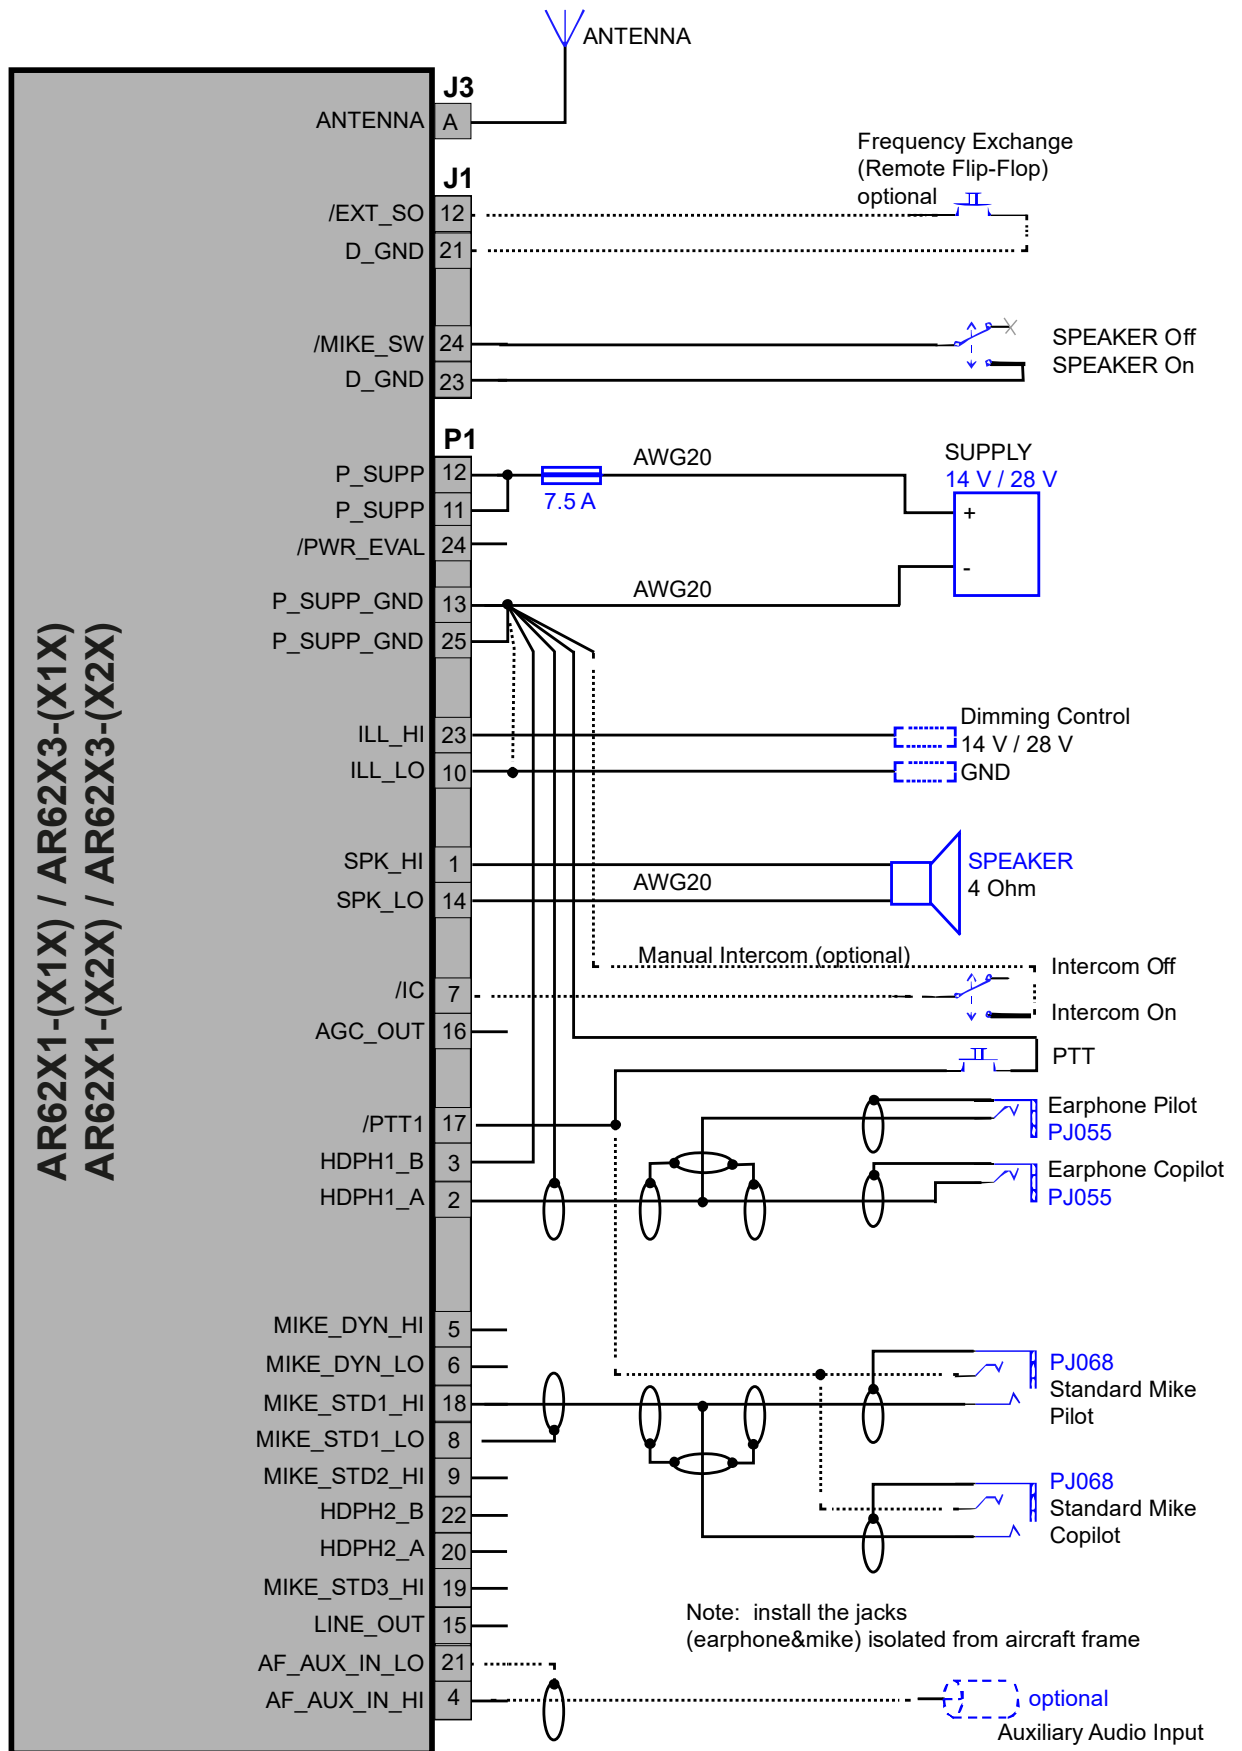 ANTENNA
J3
ANTENNA A
Frequency Exchange
(Remote Flip-Flop)
optional
J1
/EXT_SO 12
D_GND 21
/MIKE_SW 24
D_GND 23
SPEAKER Off
SPEAKER On
P1
P_SUPP 12
P_SUPP 11
/PWR_EVAL 24
P_SUPP_GND 13
P_SUPP_GND 25
AWG20
7.5 A
SUPPLY
14 V / 28 V
+
-
AWG20
AR62X1-(X1X) / AR62X3-(X1X)
AR62X1-(X2X) / AR62X3-(X2X)
ILL_HI 23
ILL_LO 10
Dimming Control
14 V / 28 V
GND
SPK_HI 1
SPK_LO 14
AWG20
SPEAKER
4 Ohm
Manual Intercom (optional)
Intercom Off
Intercom On
/IC 7
AGC_OUT 16
PTT
/PTT1 17
HDPH1_B 3
HDPH1_A 2
Earphone Pilot
PJ055
Earphone Copilot
PJ055
MIKE_DYN_HI 5
MIKE_DYN_LO 6
MIKE_STD1_HI 18
MIKE_STD1_LO 8
MIKE_STD2_HI 9
HDPH2_B 22
HDPH2_A 20
MIKE_STD3_HI 19
LINE_OUT 15
AF_AUX_IN_LO 21
AF_AUX_IN_HI 4
PJ068
Standard Mike
Pilot
PJ068
Standard Mike
Copilot
Note: install the jacks
(earphone&mike) isolated from aircraft frame
optional
Auxiliary Audio Input